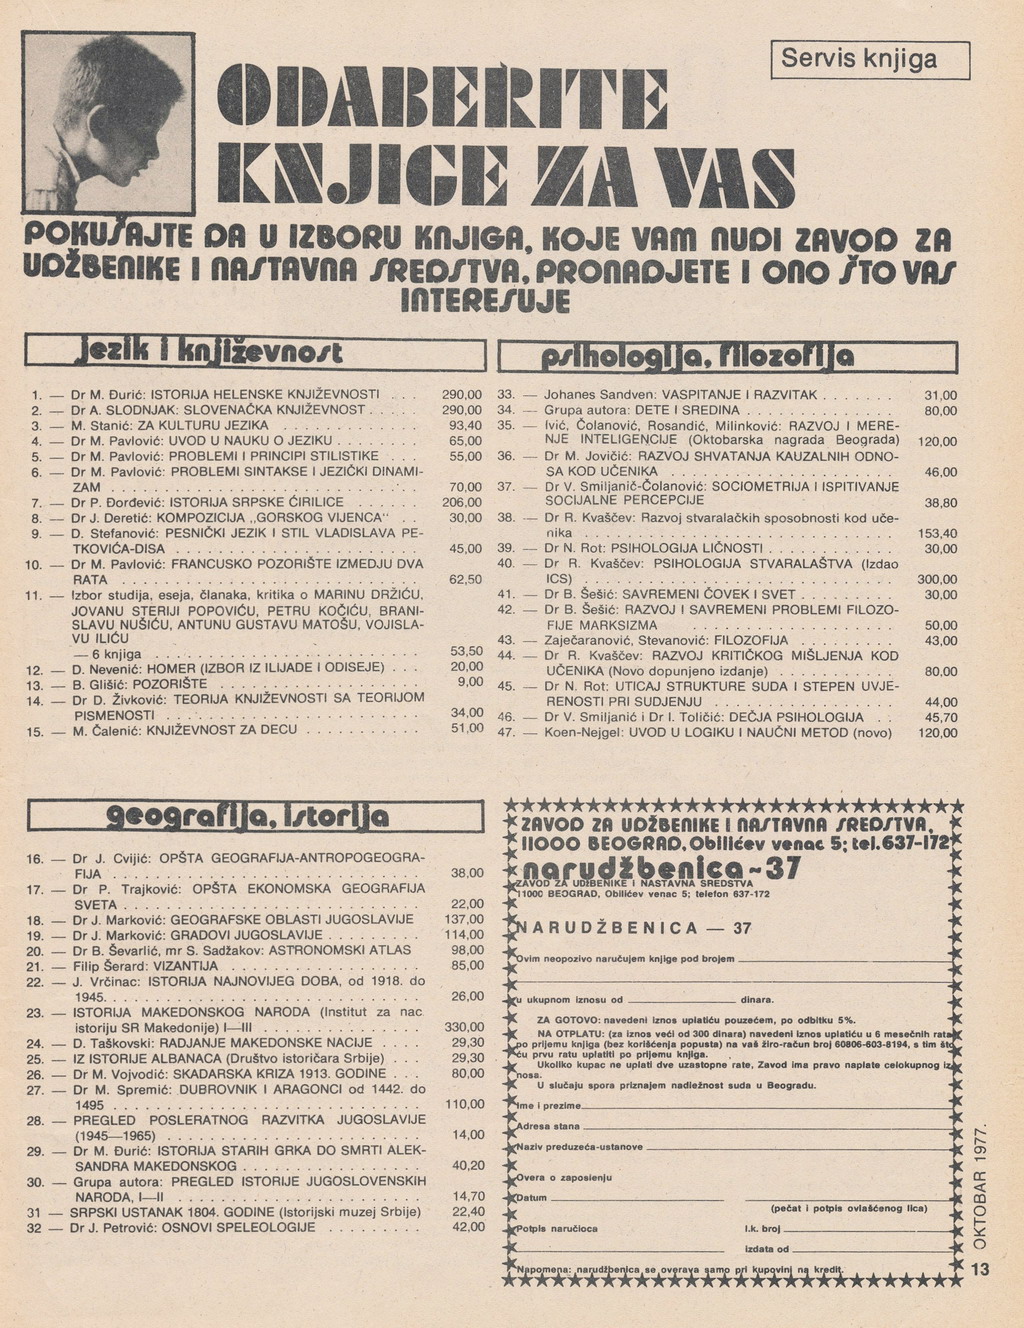 Servis knjiga
ODABERITE
KNJIGE ZA VAS
POKUŠAJTE DA U IZBORU KNJIGA, KOJE VAM NUDI ZAVOD ZA
UDŽBENIKE I NASTAVNA SREDSTVA, PRONAĐJETE I ONO ŠTO VAS
INTERESUJE
jezik i književnost
1. — Dr M. Đurić: ISTORIJA HELENSKE KNJIŽEVNOSTI . . . 290,00
2. — Dr A. SLODNJAK: SLOVENAČKA KNJIŽEVNOST . . . . . 290,00
3. — M. Stanić: ZA KULTURU JEZIKA . . . . . . . . . . . . 93,40
4. — Dr M. Pavlović: UVOD U NAUKU O JEZIKU . . . . . . . . 65,00
5. — Dr M. Pavlović: PROBLEMI I PRINCIPI STILISTIKE . . . 55,00
6. — Dr M. Pavlović: PROBLEMI SINTAKSE I JEZIČKI DINAMI-
ZAM . . . . . . . . . . . . . . . . . . . . . . . . 70,00
7. — Dr P. Đorđević: ISTORIJA SRPSKE ĆIRILICE . . . . . . 206,00
8. — Dr J. Deretić: KOMPOZICIJA „GORSKOG VIJENCA" . . 30,00
9. — D. Stefanović: PESNIČKI JEZIK I STIL VLADISLAVA PE-
TKOVIĆA-DISA . . . . . . . . . . . . . . . . . . . . 45,00
10. — Dr M. Pavlović: FRANCUSKO POZORIŠTE IZMEDJU DVA
RATA . . . . . . . . . . . . . . . . . . . . . . . . 62,50
11. — Izbor studija, eseja, članaka, kritika o MARINU DRŽIĆU,
JOVANU STERIJI POPOVIĆU, PETRU KOČIĆU, BRANI-
SLAVU NUŠIĆU, ANTUNU GUSTAVU MATOŠU, VOJISLA-
VU ILIĆU
— 6 knjiga . . . . . . . . . . . . . . . . . . . . . 53,50
12. — D. Nevenić: HOMER (IZBOR IZ ILIJADE I ODISEJE) . . . 20,00
13. — B. Glišić: POZORIŠTE . . . . . . . . . . . . . . . . 9,00
14. — Dr D. Živković: TEORIJA KNJIŽEVNOSTI SA TEORIJOM
PISMENOSTI . . . . . . . . . . . . . . . . . . . . . 34,00
15. — M. Čalenić: KNJIŽEVNOST ZA DECU . . . . . . . . . . 51,00
psihologija, filozofija
33. — Johanes Sandven: VASPITANJE I RAZVITAK . . . . . . . 31,00
34. — Grupa autora: DETE I SREDINA . . . . . . . . . . . . 80,00
35. — Ivić, Čolanović, Rosandić, Milinković: RAZVOJ I MERE-
NJE INTELIGENCIJE (Oktobarska nagrada Beograda) 120,00
36. — Dr M. Jovičić: RAZVOJ SHVATANJA KAUZALNIH ODNO-
SA KOD UČENIKA . . . . . . . . . . . . . . . . . . . 46,00
37. — Dr V. Smiljanič-Čolanović: SOCIOMETRIJA I ISPITIVANJE
SOCIJALNE PERCEPCIJE . . . . . . . . . . . . . . . . 38,80
38. — Dr R. Kvaščev: Razvoj stvaralačkih sposobnosti kod uče-
nika . . . . . . . . . . . . . . . . . . . . . . . . 153,40
39. — Dr N. Rot: PSIHOLOGIJA LIČNOSTI . . . . . . . . . . . 30,00
40. — Dr R. Kvaščev: PSIHOLOGIJA STVARALAŠTVA (Izdao
ICS) . . . . . . . . . . . . . . . . . . . . . . . . 300,00
41. — Dr B. Šešić: SAVREMENI ČOVEK I SVET . . . . . . . . . 30,00
42. — Dr B. Šešić: RAZVOJ I SAVREMENI PROBLEMI FILOZO-
FIJE MARKSIZMA . . . . . . . . . . . . . . . . . . . 50,00
43. — Zaječaranović, Stevanović: FILOZOFIJA . . . . . . . . 43,00
44. — Dr R. Kvaščev: RAZVOJ KRITIČKOG MIŠLJENJA KOD
UČENIKA (Novo dopunjeno izdanje) . . . . . . . . . . 80,00
45. — Dr N. Rot: UTICAJ STRUKTURE SUDA I STEPEN UVJE-
RENOSTI PRI SUDJENJU . . . . . . . . . . . . . . . . 44,00
46. — Dr V. Smiljanić i Dr I. Toličić: DEČJA PSIHOLOGIJA . . 45,70
47. — Koen-Nejgel: UVOD U LOGIKU I NAUČNI METOD (novo) 120,00
geografija, istorija
16. — Dr J. Cvijić: OPŠTA GEOGRAFIJA-ANTROPOGEOGRA-
FIJA . . . . . . . . . . . . . . . . . . . . . . . . 38,00
17. — Dr P. Trajković: OPŠTA EKONOMSKA GEOGRAFIJA
SVETA . . . . . . . . . . . . . . . . . . . . . . . 22,00
18. — Dr J. Marković: GEOGRAFSKE OBLASTI JUGOSLAVIJE 137,00
19. — Dr J. Marković: GRADOVI JUGOSLAVIJE . . . . . . . . . 114,00
20. — Dr B. Ševarlić, mr S. Sadžakov: ASTRONOMSKI ATLAS 98,00
21. — Filip Šerard: VIZANTIJA . . . . . . . . . . . . . . . 85,00
22. — J. Vrčinac: ISTORIJA NAJNOVIJEG DOBA, od 1918. do
1945. . . . . . . . . . . . . . . . . . . . . . . . . 26,00
23. — ISTORIJA MAKEDONSKOG NARODA (Institut za nac.
istoriju SR Makedonije) I—III . . . . . . . . . . . . 330,00
24. — D. Taškovski: RADJANJE MAKEDONSKE NACIJE . . . . 29,30
25. — IZ ISTORIJE ALBANACA (Društvo istoričara Srbije) . . . 29,30
26. — Dr M. Vojvodić: SKADARSKA KRIZA 1913. GODINE . . . 80,00
27. — Dr M. Spremić: DUBROVNIK I ARAGONCI od 1442. do
1495 . . . . . . . . . . . . . . . . . . . . . . . . 110,00
28. — PREGLED POSLERATNOG RAZVITKA JUGOSLAVIJE
(1945—1965) . . . . . . . . . . . . . . . . . . . . 14,00
29. — Dr M. Đurić: ISTORIJA STARIH GRKA DO SMRTI ALEK-
SANDRA MAKEDONSKOG . . . . . . . . . . . . . . . . 40,20
30. — Grupa autora: PREGLED ISTORIJE JUGOSLOVENSKIH
NARODA, I—II . . . . . . . . . . . . . . . . . . . . 14,70
31 — SRPSKI USTANAK 1804. GODINE (Istorijski muzej Srbije) 22,40
32 — Dr J. Petrović: OSNOVI SPELEOLOGIJE . . . . . . . . . 42,00
ZAVOD ZA UDŽBENIKE I NASTAVNA SREDSTVA,
11000 BEOGRAD, Obilićev venac 5; tel. 637-172
narudžbenica-37
ZAVOD ZA UDŽBENIKE I NASTAVNA SREDSTVA
11000 BEOGRAD, Obilićev venac 5; telefon 637-172
NARUDŽBENICA — 37
Ovim neopozivo naručujem knjige pod brojem
u ukupnom iznosu od dinara.
ZA GOTOVO: navedeni iznos uplatiću pouzećem, po odbitku 5%.
NA OTPLATU: (za iznos veći od 300 dinara) navedeni iznos uplatiću u 6 mesečnih rata
po prijemu knjiga (bez korišćenja popusta) na vaš žiro-račun broj 60806-603-8194, s tim što
ću prvu ratu uplatiti po prijemu knjiga.
Ukoliko kupac ne uplati dve uzastopne rate, Zavod ima pravo naplate celokupnog iz-
nosa.
U slučaju spora priznajem nadležnost suda u Beogradu.
Ime i prezime
Adresa stana
Naziv preduzeća-ustanove
Overa o zaposlenju
Datum
(pečat i potpis ovlašćenog lica)
Potpis naručioca l.k. broj
izdata od
Napomena: narudžbenica se overava samo pri kupovini na kredit.
OKTOBAR 1977.
13